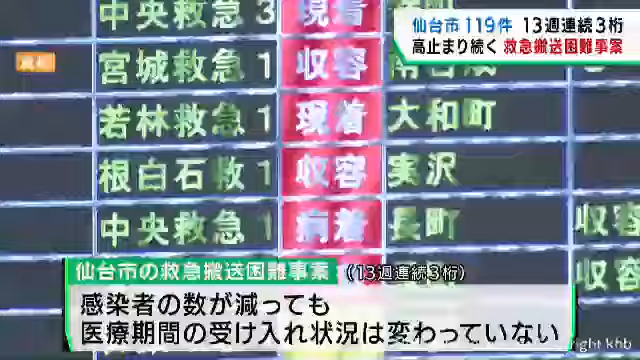 仙台市119件 13週連続3桁
高止まり続く 救急搬送困難事案
中央救急3 現着
宮城救急1 収容
若林救急1 現着 大和町
根白石救1 収容 実沢
中央救急1 病着 長町 収容
仙台市の救急搬送困難事案 (13週連続3桁)
感染者の数が減っても
医療期間の受け入れ状況は変わっていない
right khb